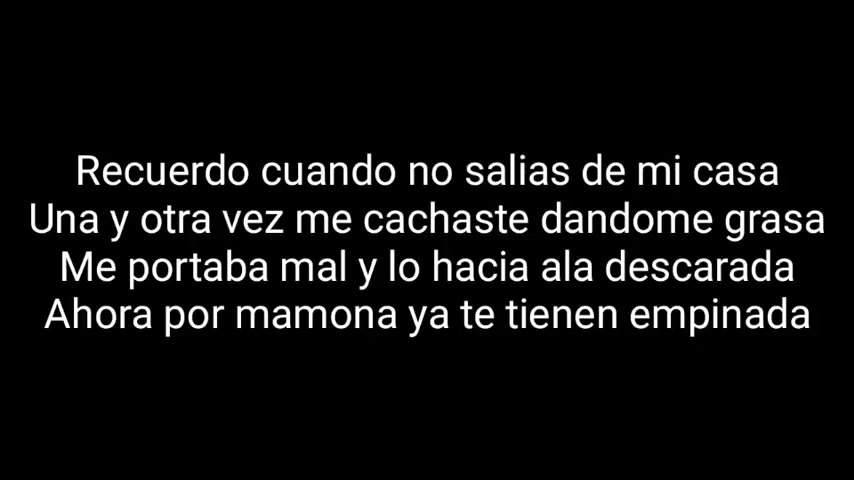 Recuerdo cuando no salias de mi casa
Una y otra vez me cachaste dandome grasa
Me portaba mal y lo hacia ala descarada
Ahora por mamona ya te tienen empinada